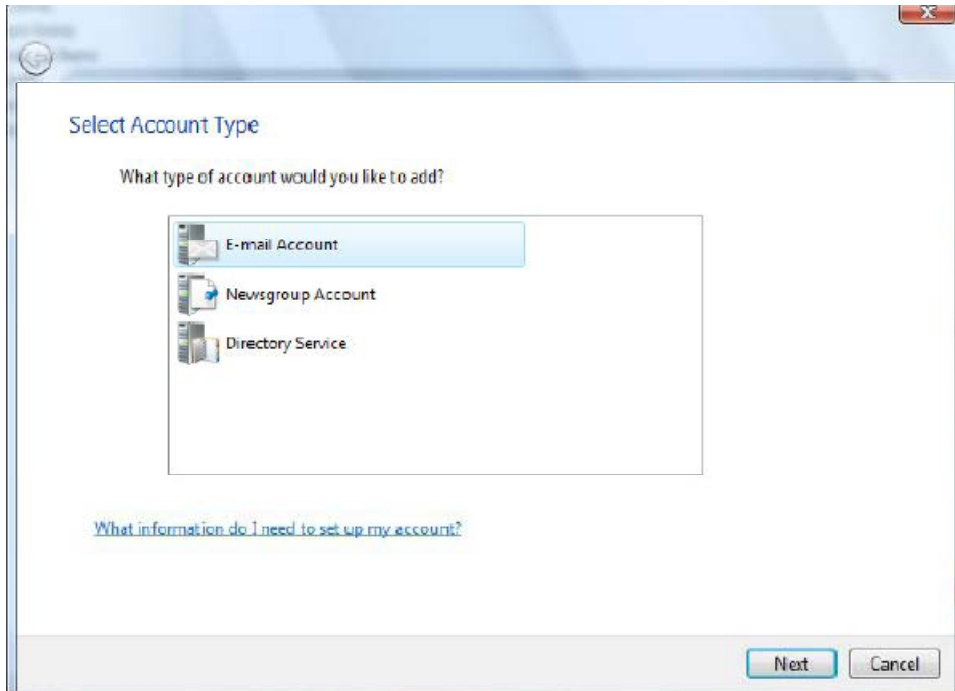 Select Account Type
What type of account would you like to add?
E-mail Account
Newsgroup Account
Directory Service
What information do I need to set up my account?
Next
Cancel